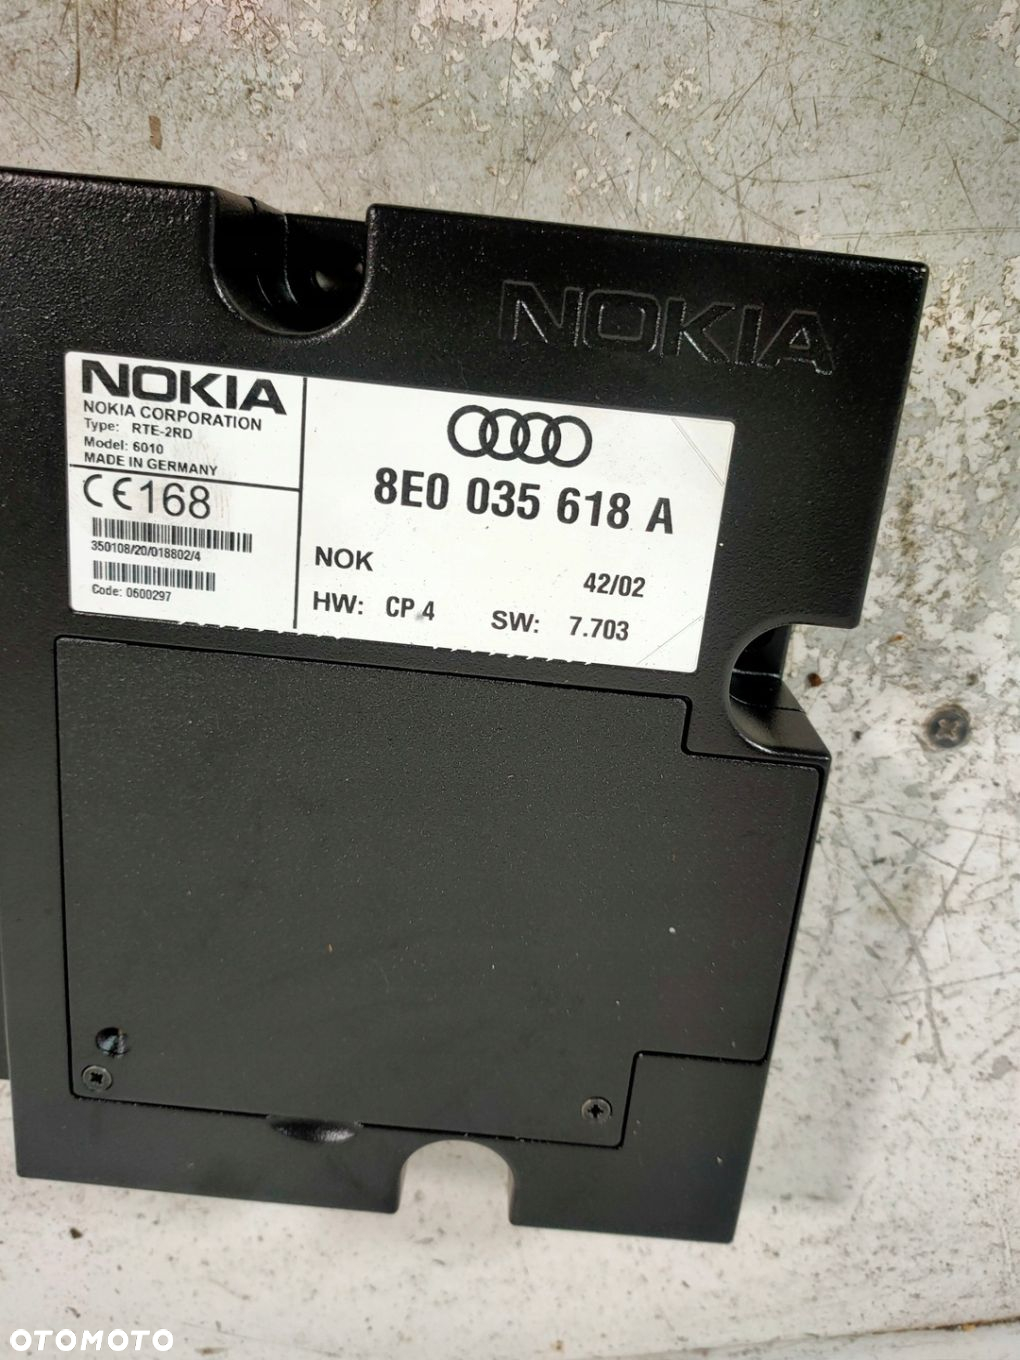 NOKIA
NOKIA
NOKIA CORPORATION
Type: RTE-2RD
Model: 6010
MADE IN GERMANY
CE168
350108/20/018802/4
Code: 0600297
8E0 035 618 A
NOK
42/02
HW: CP 4 SW: 7.703
OTOMOTO